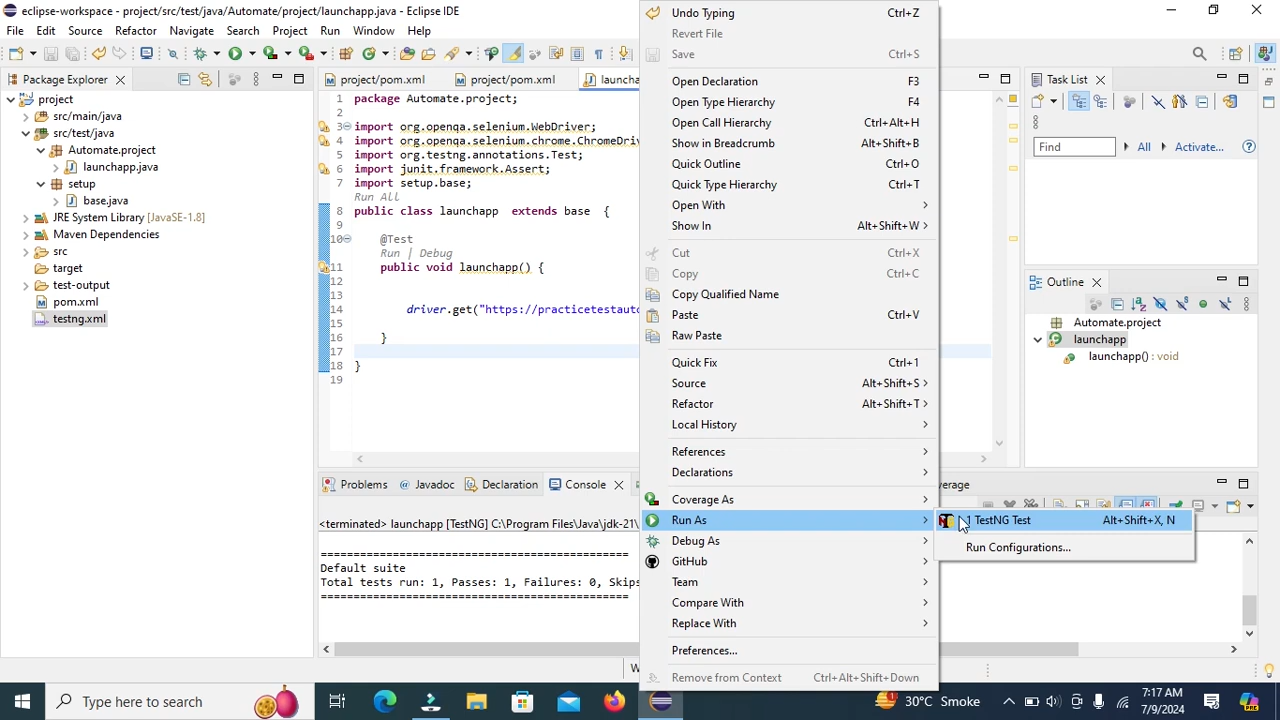 eclipse-workspace - project/src/test/java/Automate/project/launchapp.java - Eclipse IDE
File Edit Source Refactor Navigate Search Project Run Window Help
Package Explorer
project
src/main/java
src/test/java
Automate.project
launchapp.java
setup
base.java
JRE System Library [JavaSE-1.8]
Maven Dependencies
src
target
test-output
pom.xml
testng.xml
project/pom.xml
project/pom.xml
launcha
1 package Automate.project;
2
3 import org.openqa.selenium.WebDriver;
4 import org.openqa.selenium.chrome.ChromeDriv
5 import org.testng.annotations.Test;
6 import junit.framework.Assert;
7 import setup.base;
Run All
8 public class launchapp extends base {
9
10 @Test
Run | Debug
11 public void launchapp() {
12
13
14 driver.get("https://practicetestauto
15
16 }
17
18 }
19
Undo Typing Ctrl+Z
Revert File
Save Ctrl+S
Open Declaration F3
Open Type Hierarchy F4
Open Call Hierarchy Ctrl+Alt+H
Show in Breadcrumb Alt+Shift+B
Quick Outline Ctrl+O
Quick Type Hierarchy Ctrl+T
Open With
Show In Alt+Shift+W
Cut Ctrl+X
Copy Ctrl+C
Copy Qualified Name
Paste Ctrl+V
Raw Paste
Quick Fix Ctrl+1
Source Alt+Shift+S
Refactor Alt+Shift+T
Local History
References
Declarations
Coverage As
Run As
Debug As
GitHub
Team
Compare With
Replace With
Preferences...
Remove from Context Ctrl+Alt+Shift+Down
1 TestNG Test Alt+Shift+X, N
Run Configurations...
Task List
Find All Activate...
Outline
Automate.project
launchapp
launchapp() : void
Problems Javadoc Declaration Console
verage
<terminated> launchapp [TestNG] C:\Program Files\Java\jdk-21\
===============================================
Default suite
Total tests run: 1, Passes: 1, Failures: 0, Skips
===============================================
W
Type here to search
30°C Smoke
7:17 AM
7/9/2024